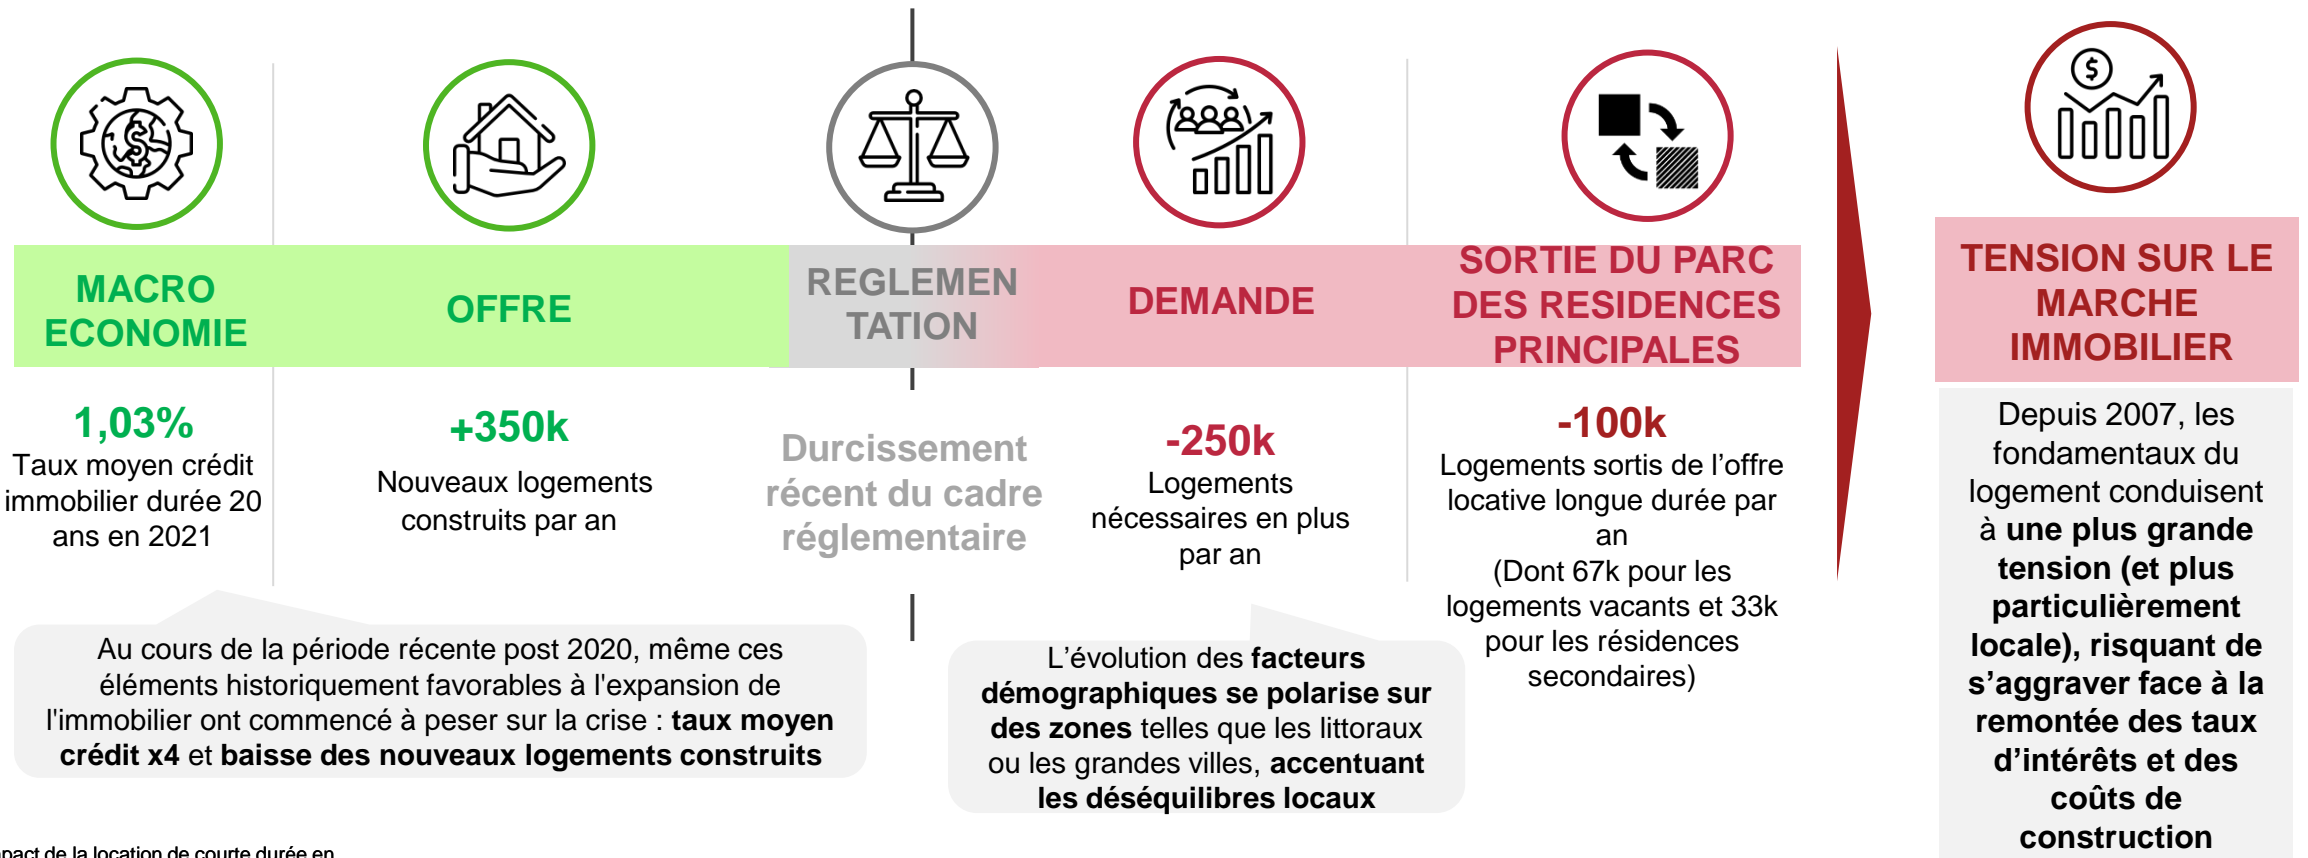 MACRO
ECONOMIE
OFFRE
REGLEMEN
TATION
DEMANDE
SORTIE DU PARC
DES RESIDENCES
PRINCIPALES
TENSION SUR LE
MARCHE
IMMOBILIER
1,03%
Taux moyen crédit
immobilier durée 20
ans en 2021
+350k
Nouveaux logements
construits par an
Durcissement
récent du cadre
réglementaire
-250k
Logements
nécessaires en plus
par an
-100k
Logements sortis de l’offre
locative longue durée par
an
(Dont 67k pour les
logements vacants et 33k
pour les résidences
secondaires)
Depuis 2007, les
fondamentaux du
logement conduisent
à une plus grande
tension (et plus
particulièrement
locale), risquant de
s’aggraver face à la
remontée des taux
d’intérêts et des
coûts de
construction
Au cours de la période récente post 2020, même ces
éléments historiquement favorables à l'expansion de
l'immobilier ont commencé à peser sur la crise : taux moyen
crédit x4 et baisse des nouveaux logements construits
L’évolution des facteurs
démographiques se polarise sur
des zones telles que les littoraux
ou les grandes villes, accentuant
les déséquilibres locaux
de la location de courte durée en